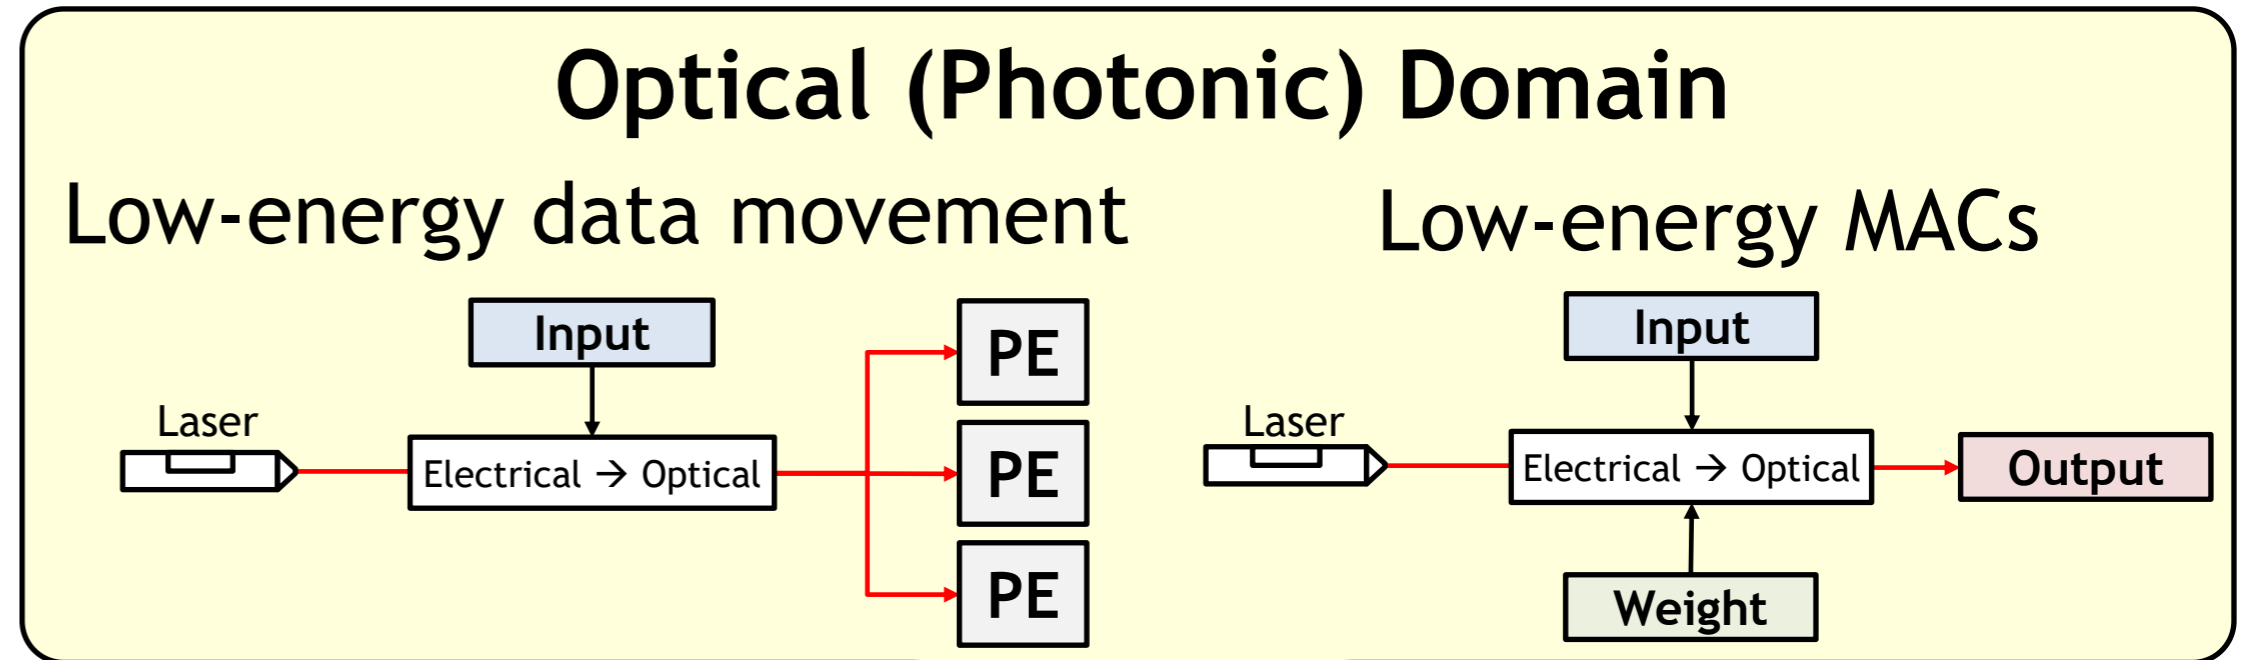 Optical (Photonic) Domain
Low-energy data movement
Input
Laser
Electrical → Optical
PE
PE
PE
Low-energy MACs
Input
Laser
Electrical → Optical
Output
Weight